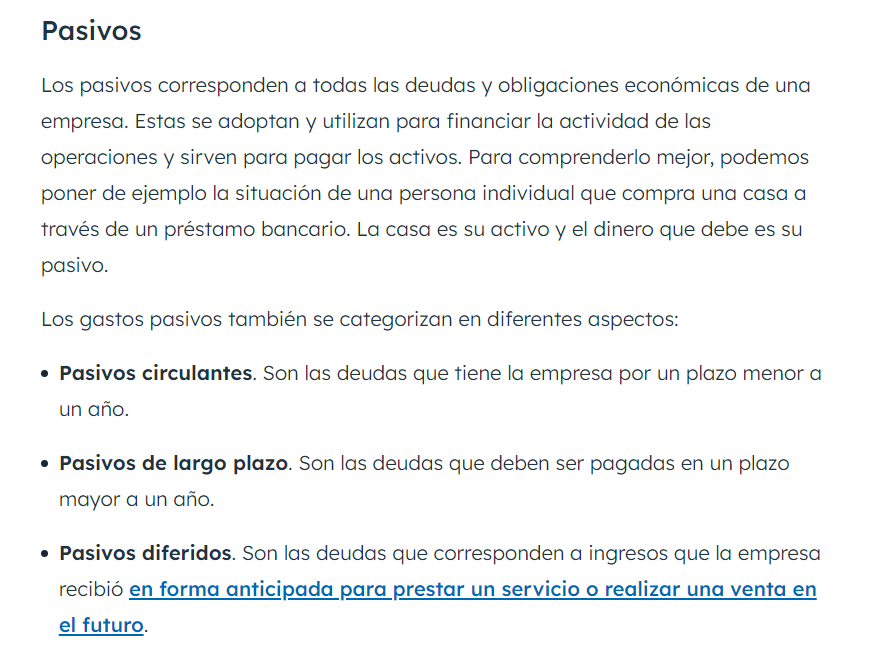 Pasivos
Los pasivos corresponden a todas las deudas y obligaciones económicas de una
empresa. Estas se adoptan y utilizan para financiar la actividad de las
operaciones y sirven para pagar los activos. Para comprenderlo mejor, podemos
poner de ejemplo la situación de una persona individual que compra una casa a
través de un préstamo bancario. La casa es su activo y el dinero que debe es su
pasivo.
Los gastos pasivos también se categorizan en diferentes aspectos:
• Pasivos circulantes. Son las deudas que tiene la empresa por un plazo menor a
un año.
• Pasivos de largo plazo. Son las deudas que deben ser pagadas en un plazo
mayor a un año.
• Pasivos diferidos. Son las deudas que corresponden a ingresos que la empresa
recibió en forma anticipada para prestar un servicio o realizar una venta en
el futuro.